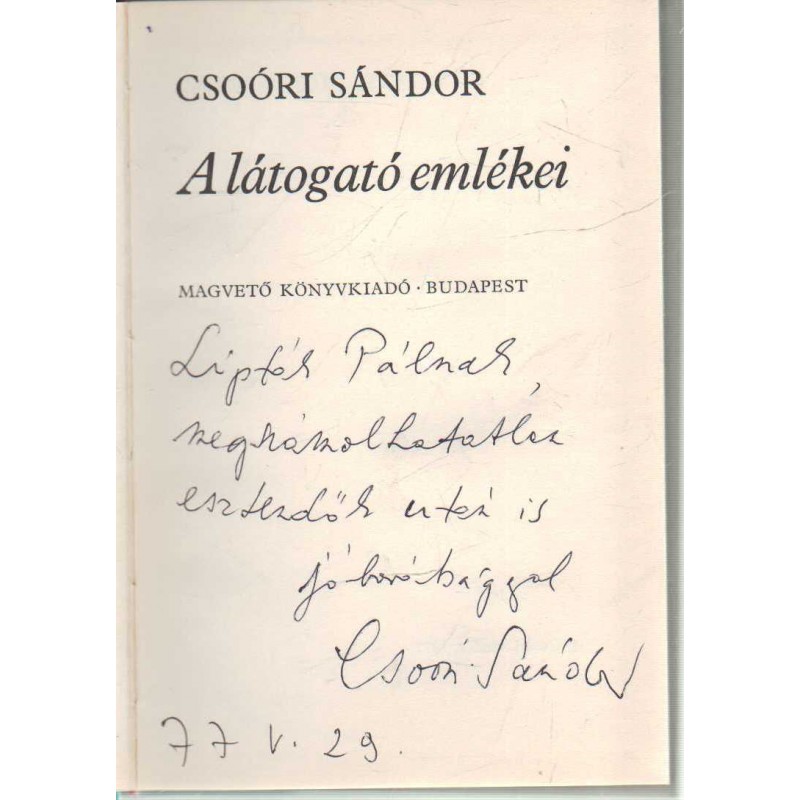 CSOÓRI SÁNDOR
A látogató emlékei
MAGVETŐ KÖNYVKIADÓ · BUDAPEST
Lipták Pálnak,
megszámolhatatlan
esztendők után is
jóbarátsággal
Csoóri Sándor
77 V. 29.